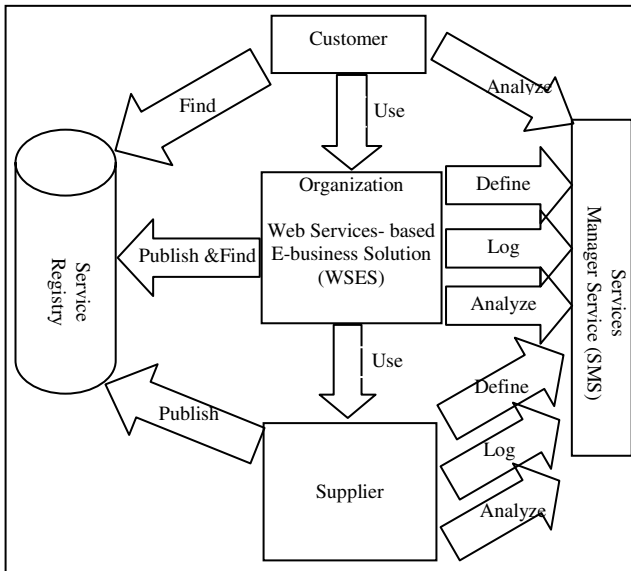 Customer
Find
Use
Analyze
Organization
Web Services- based
E-business Solution
(WSES)
Define
Log
Analyze
Publish &Find
Service
Registry
Services
Manager Service (SMS)
Use
Publish
Define
Log
Analyze
Supplier